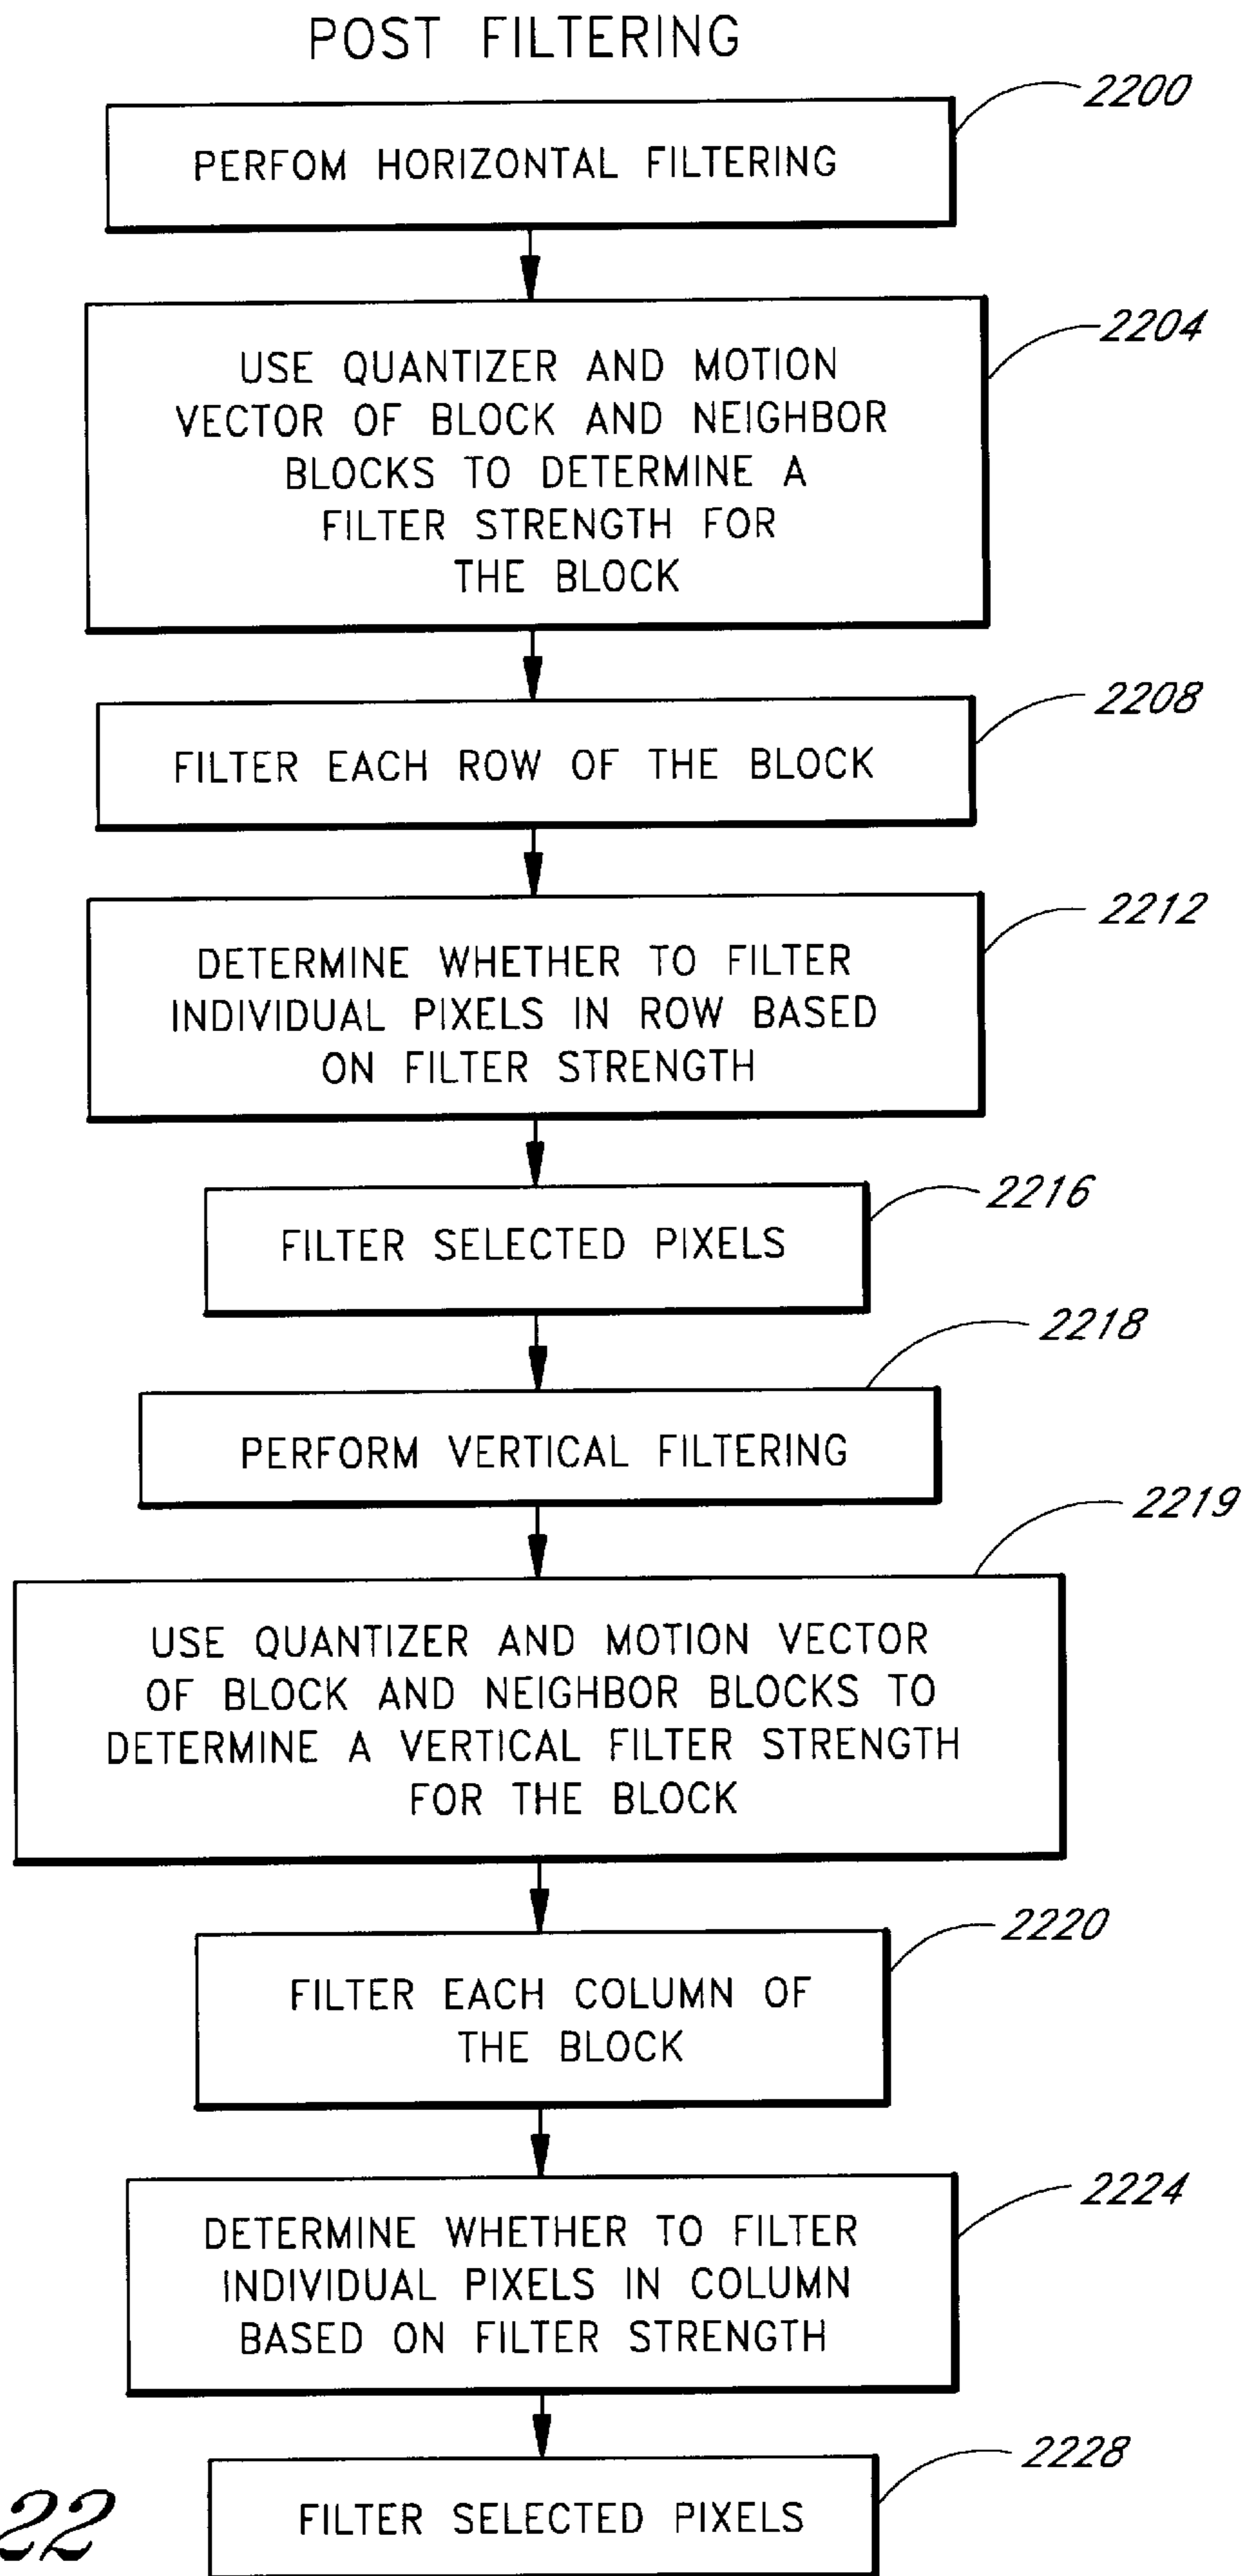 POST FILTERING
2200
PERFOM HORIZONTAL FILTERING
2204
USE QUANTIZER AND MOTION
VECTOR OF BLOCK AND NEIGHBOR
BLOCKS TO DETERMINE A
FILTER STRENGTH FOR
THE BLOCK
2208
FILTER EACH ROW OF THE BLOCK
2212
DETERMINE WHETHER TO FILTER
INDIVIDUAL PIXELS IN ROW BASED
ON FILTER STRENGTH
2216
FILTER SELECTED PIXELS
2218
PERFORM VERTICAL FILTERING
2219
USE QUANTIZER AND MOTION VECTOR
OF BLOCK AND NEIGHBOR BLOCKS TO
DETERMINE A VERTICAL FILTER STRENGTH
FOR THE BLOCK
2220
FILTER EACH COLUMN OF
THE BLOCK
2224
DETERMINE WHETHER TO FILTER
INDIVIDUAL PIXELS IN COLUMN
BASED ON FILTER STRENGTH
2228
FILTER SELECTED PIXELS
22